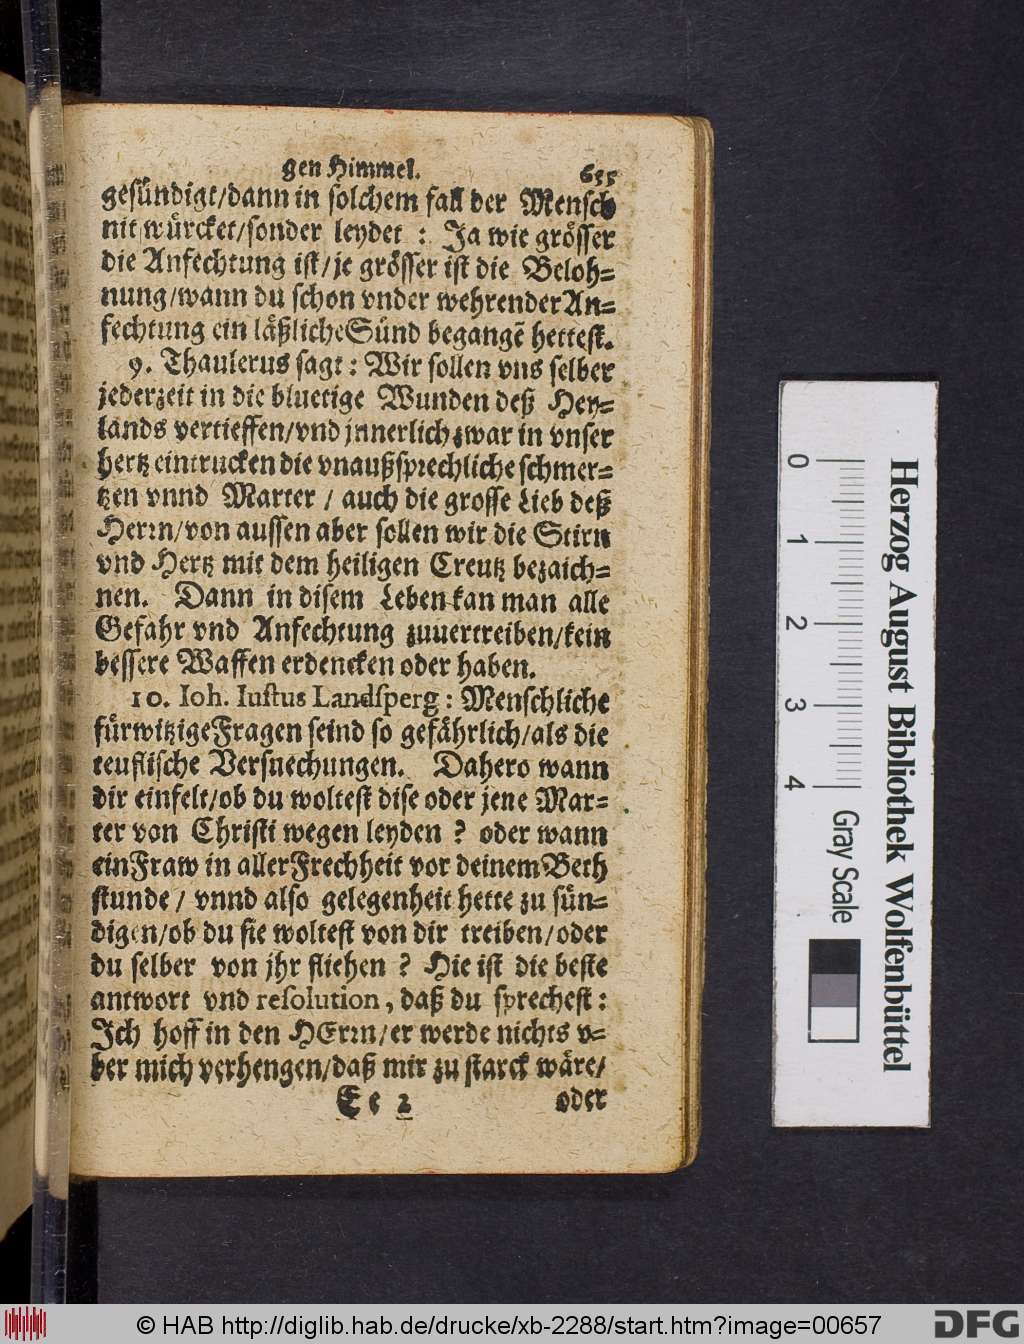 gen Himmel. 655
gesündigt/dann in solchem fall der Mensch
nit würcket/sonder leydet : Ja wie grösser
die Anfechtung ist/je grösser ist die Beloh=
nung/wann du schon vnder wehrender An=
fechtung ein läßliche Sünd begangẽ hettest.
9. Thaulerus sagt : Wir sollen vns selber
jederzeit in die bluetige Wunden deß Hey=
lands vertieffen/vnd jnnerlich zwar in vnser
hertz eintrucken die vnaußsprechliche schmer=
tzen vnnd Marter / auch die grosse Lieb deß
Herrn/von aussen aber sollen wir die Stirn
vnd Hertz mit dem heiligen Creutz bezaich=
nen. Dann in disem Leben kan man alle
Gefahr vnd Anfechtung zuuertreiben/kein
bessere Waffen erdencken oder haben.
10. Ioh. Iustus Landsperg : Menschliche
fürwitzige Fragen seind so gefährlich/als die
teuflische Versuechungen. Dahero wann
dir einfelt/ob du woltest dise oder jene Mar=
ter von Christi wegen leyden ? oder wann
ein Fraw in aller Frechheit vor deinem Beth
stunde / vnnd also gelegenheit hette zu sün=
digen/ob du sie woltest von dir treiben/oder
du selber von jhr fliehen ? Hie ist die beste
antwort vnd resolution, daß du sprechest :
Ich hoff in den HErrn/er werde nichts v=
ber mich verhengen/daß mir zu starck wäre/
Ee 2 oder
0 1 2 3 4 Gray Scale
Herzog August Bibliothek Wolfenbüttel
© HAB http://diglib.hab.de/drucke/xb-2288/start.htm?image=00657
DFG